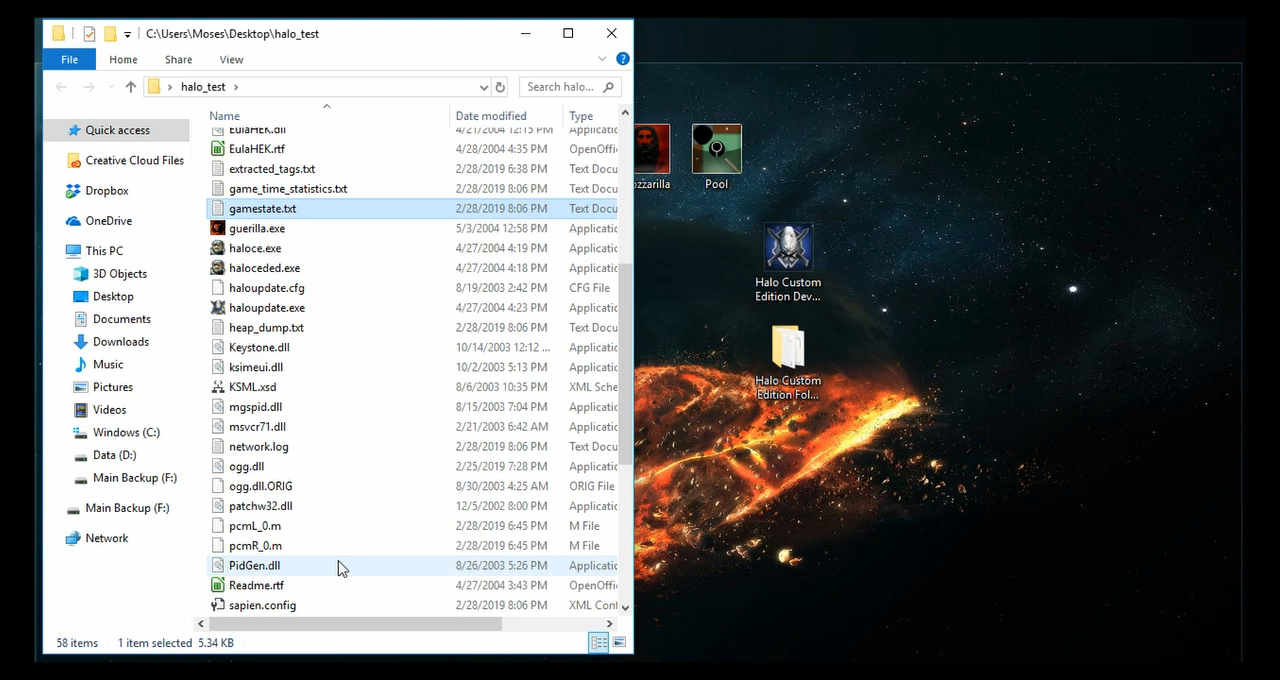 C:\Users\Moses\Desktop\halo_test
File Home Share View
halo_test Search halo...
Name Date modified Type
Quick access
Creative Cloud Files
Dropbox
OneDrive
This PC
3D Objects
Desktop
Documents
Downloads
Music
Pictures
Videos
Windows (C:)
Data (D:)
Main Backup (F:)
Main Backup (F:)
Network
EulaHEK.dll 4/21/2004 12:15 PM Applicatio
EulaHEK.rtf 4/28/2004 4:35 PM OpenOffi
extracted_tags.txt 2/28/2019 6:38 PM Text Docu
game_time_statistics.txt 2/28/2019 8:06 PM Text Docu
gamestate.txt 2/28/2019 8:06 PM Text Docu
guerilla.exe 5/3/2004 12:58 PM Applicatio
haloce.exe 4/27/2004 4:19 PM Applicatio
haloceded.exe 4/27/2004 4:18 PM Applicatio
haloupdate.cfg 8/19/2003 2:42 PM CFG File
haloupdate.exe 4/27/2004 4:23 PM Applicatio
heap_dump.txt 2/28/2019 8:06 PM Text Docu
Keystone.dll 10/14/2003 12:12 ... Applicatio
ksimeui.dll 10/2/2003 5:13 PM Applicatio
KSML.xsd 8/6/2003 10:35 PM XML Sche
mgspid.dll 8/15/2003 7:04 PM Applicatio
msvcr71.dll 2/21/2003 6:42 AM Applicatio
network.log 2/28/2019 8:06 PM Text Docu
ogg.dll 2/25/2019 7:28 PM Applicatio
ogg.dll.ORIG 8/30/2003 4:25 AM ORIG File
patchw32.dll 12/5/2002 8:00 PM Applicatio
pcmL_0.m 2/28/2019 6:45 PM M File
pcmR_0.m 2/28/2019 6:45 PM M File
PidGen.dll 8/26/2003 5:26 PM Applicatio
Readme.rtf 4/27/2004 3:43 PM OpenOffi
sapien.config 2/28/2019 8:06 PM XML Conf
58 items 1 item selected 5.34 KB
ozzarilla
Pool
Halo Custom
Edition Dev...
Halo Custom
Edition Fol...